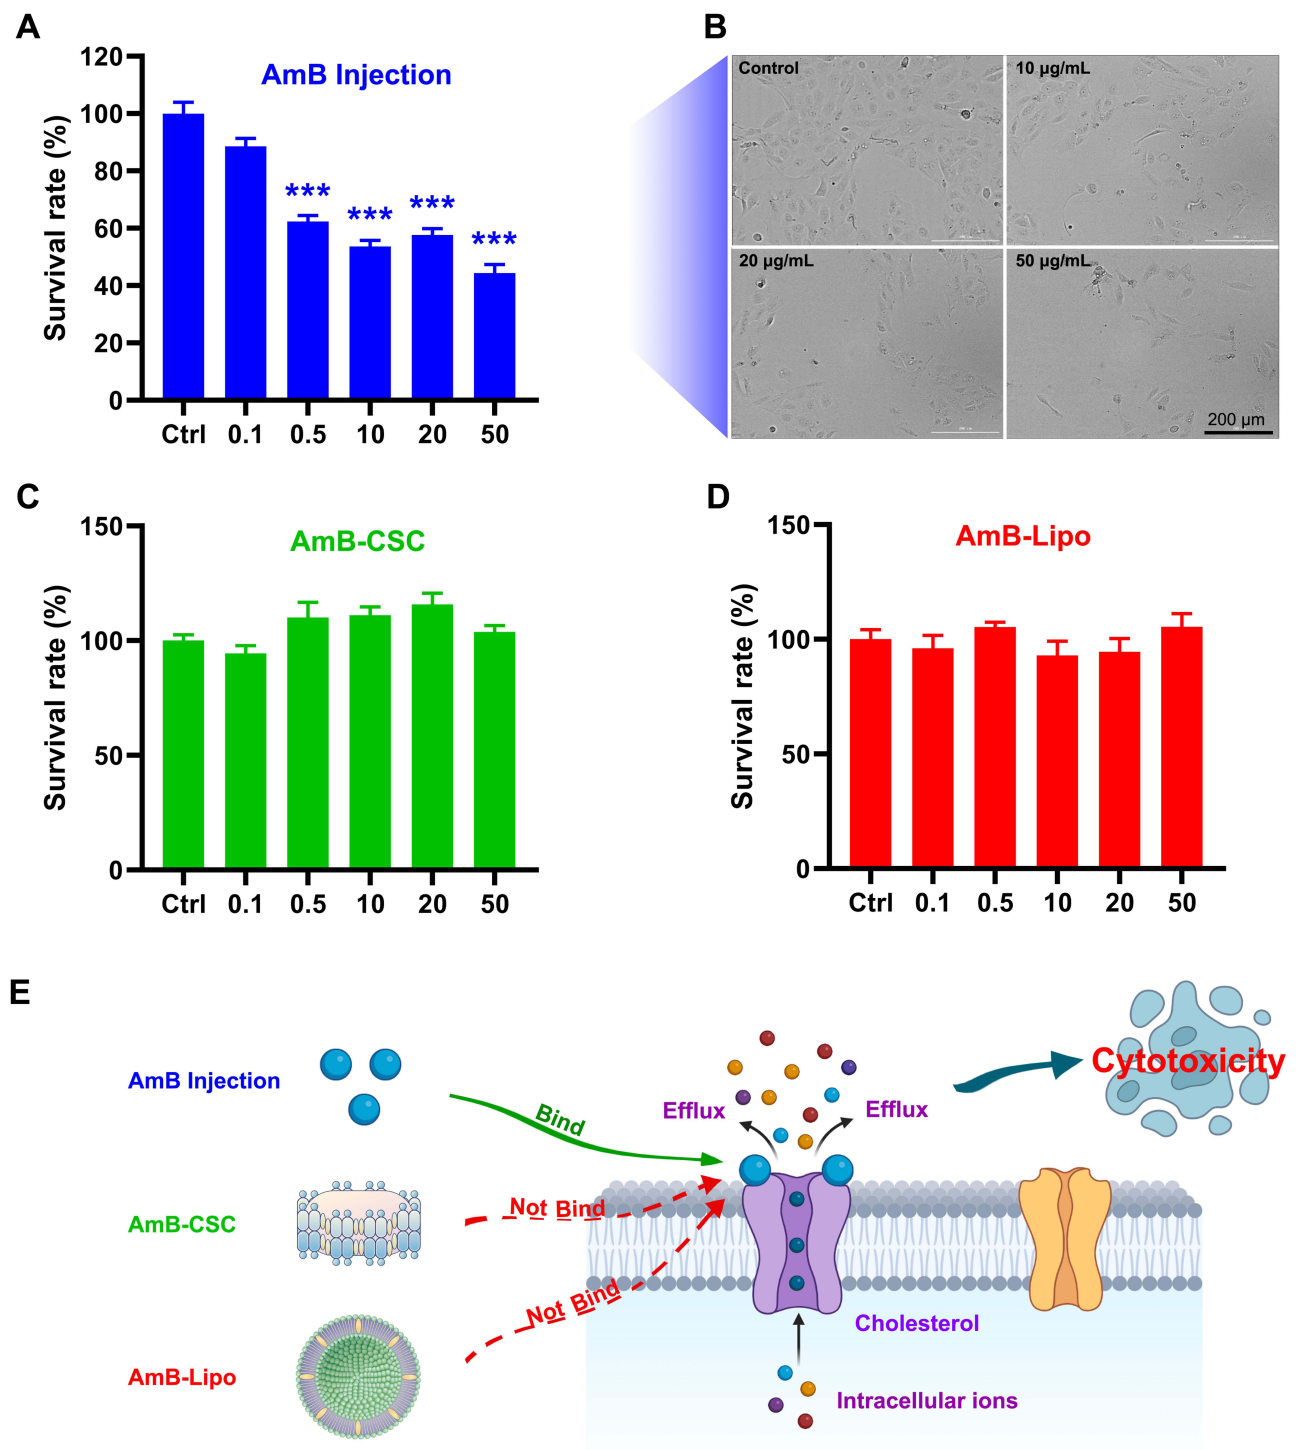 A
AmB Injection
Survival rate (%)
120
100
80
60
40
20
0
***
***
***
***
Ctrl 0.1 0.5 10 20 50
B
Control
10 µg/mL
20 µg/mL
50 µg/mL
200 µm
C
AmB-CSC
Survival rate (%)
150
100
50
0
Ctrl 0.1 0.5 10 20 50
D
AmB-Lipo
Survival rate (%)
150
100
50
0
Ctrl 0.1 0.5 10 20 50
E
AmB Injection
Bind
Efflux
Efflux
Cytotoxicity
AmB-CSC
Not Bind
AmB-Lipo
Not Bind
Cholesterol
Intracellular ions